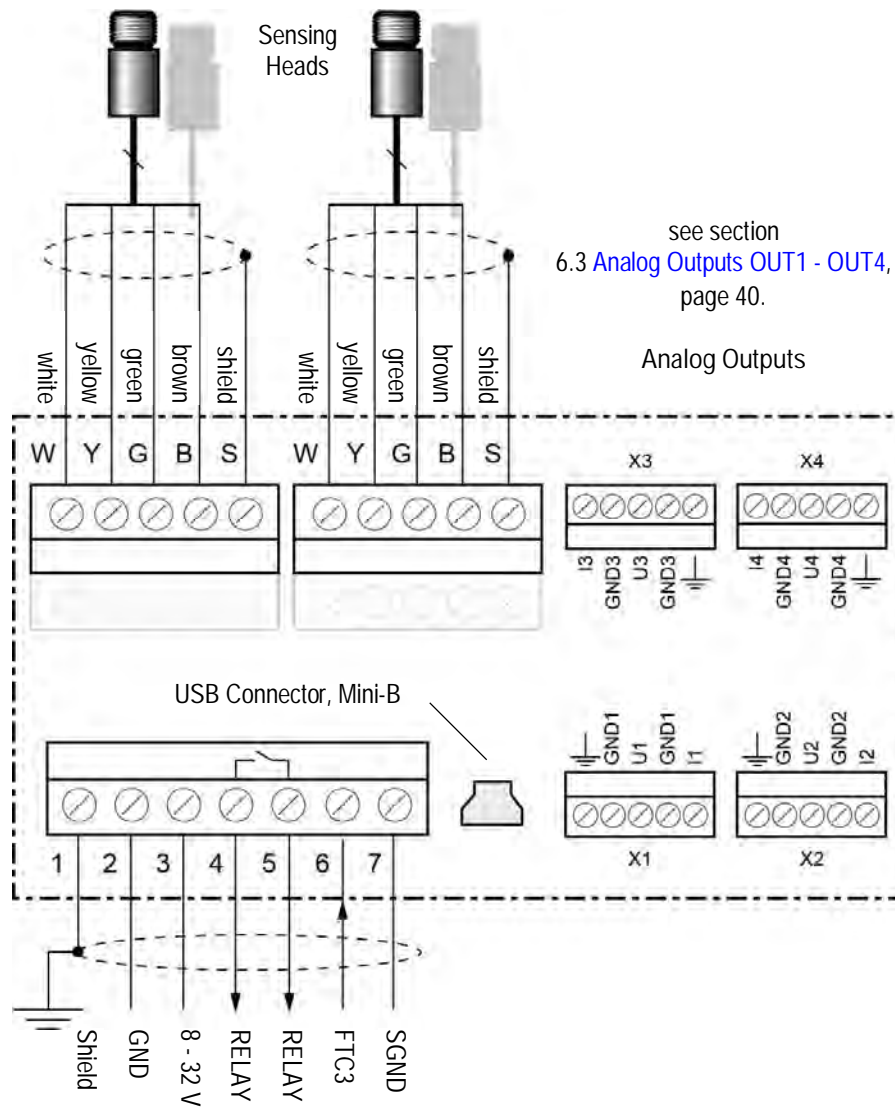 Sensing
Heads
see section
6.3 Analog Outputs OUT1 - OUT4,
page 40.
Analog Outputs
white
yellow
green
brown
shield
white
yellow
green
brown
shield
W Y G B S
W Y G B S
X3
X4
I3
GND3
U3
GND3
I4
GND4
U4
GND4
USB Connector, Mini-B
GND1
U1
GND1
I1
GND2
U2
GND2
I2
X1
X2
1 2 3 4 5 6 7
Shield
GND
8 - 32 V
RELAY
RELAY
FTC3
SGND